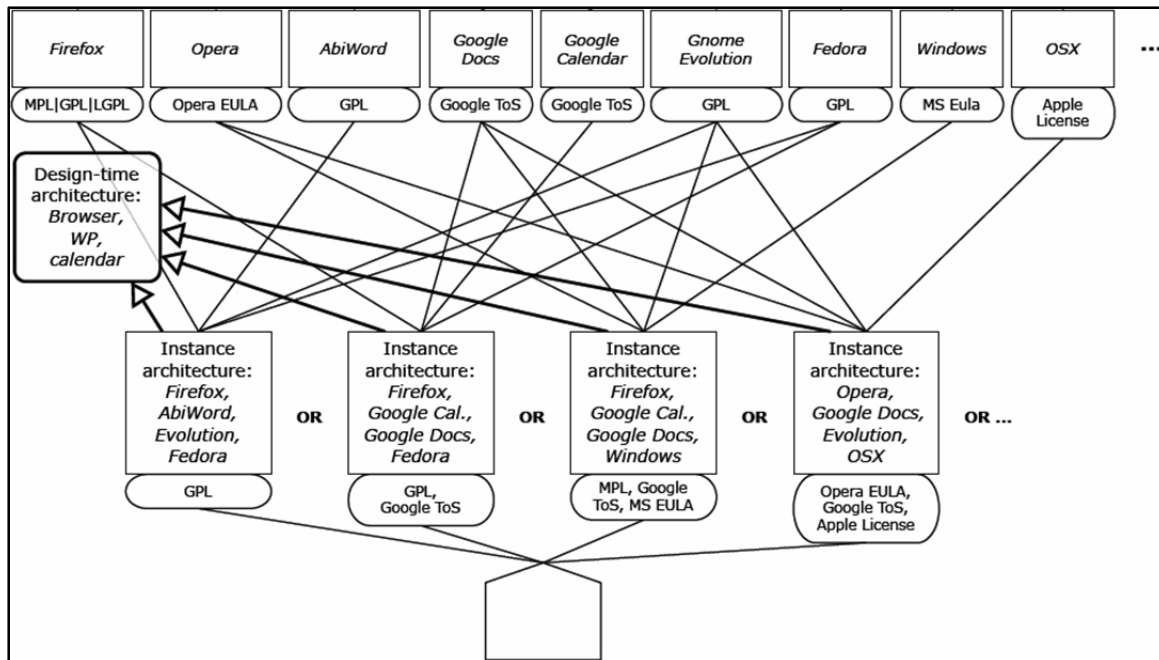 Firefox
Opera
AbiWord
Google
Docs
Google
Calendar
Gnome
Evolution
Fedora
Windows
OSX
...
MPL|GPL|LGPL
Opera EULA
GPL
Google ToS
Google ToS
GPL
GPL
MS Eula
Apple
License
Design-time
architecture:
Browser,
WP,
calendar
Instance
architecture:
Firefox,
AbiWord,
Evolution,
Fedora
OR
Instance
architecture:
Firefox,
Google Cal.,
Google Docs,
Fedora
OR
Instance
architecture:
Firefox,
Google Cal.,
Google Docs,
Windows
OR
Instance
architecture:
Opera,
Google Docs,
Evolution,
OSX
OR ...
GPL
GPL,
Google ToS
MPL, Google
ToS, MS EULA
Opera EULA,
Google ToS,
Apple License